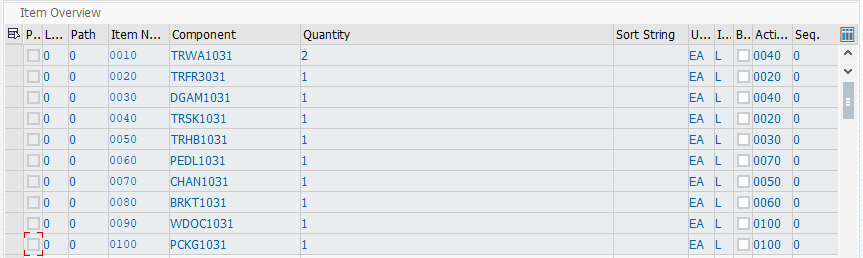 Item Overview
P... L... Path Item N... Component Quantity Sort String U... I... B... Acti... Seq.
0 0 0010 TRWA1031 2 EA L 0040 0
0 0 0020 TRFR3031 1 EA L 0020 0
0 0 0030 DGAM1031 1 EA L 0040 0
0 0 0040 TRSK1031 1 EA L 0020 0
0 0 0050 TRHB1031 1 EA L 0030 0
0 0 0060 PEDL1031 1 EA L 0070 0
0 0 0070 CHAN1031 1 EA L 0050 0
0 0 0080 BRKT1031 1 EA L 0060 0
0 0 0090 WDOC1031 1 EA L 0100 0
0 0 0100 PCKG1031 1 EA L 0100 0